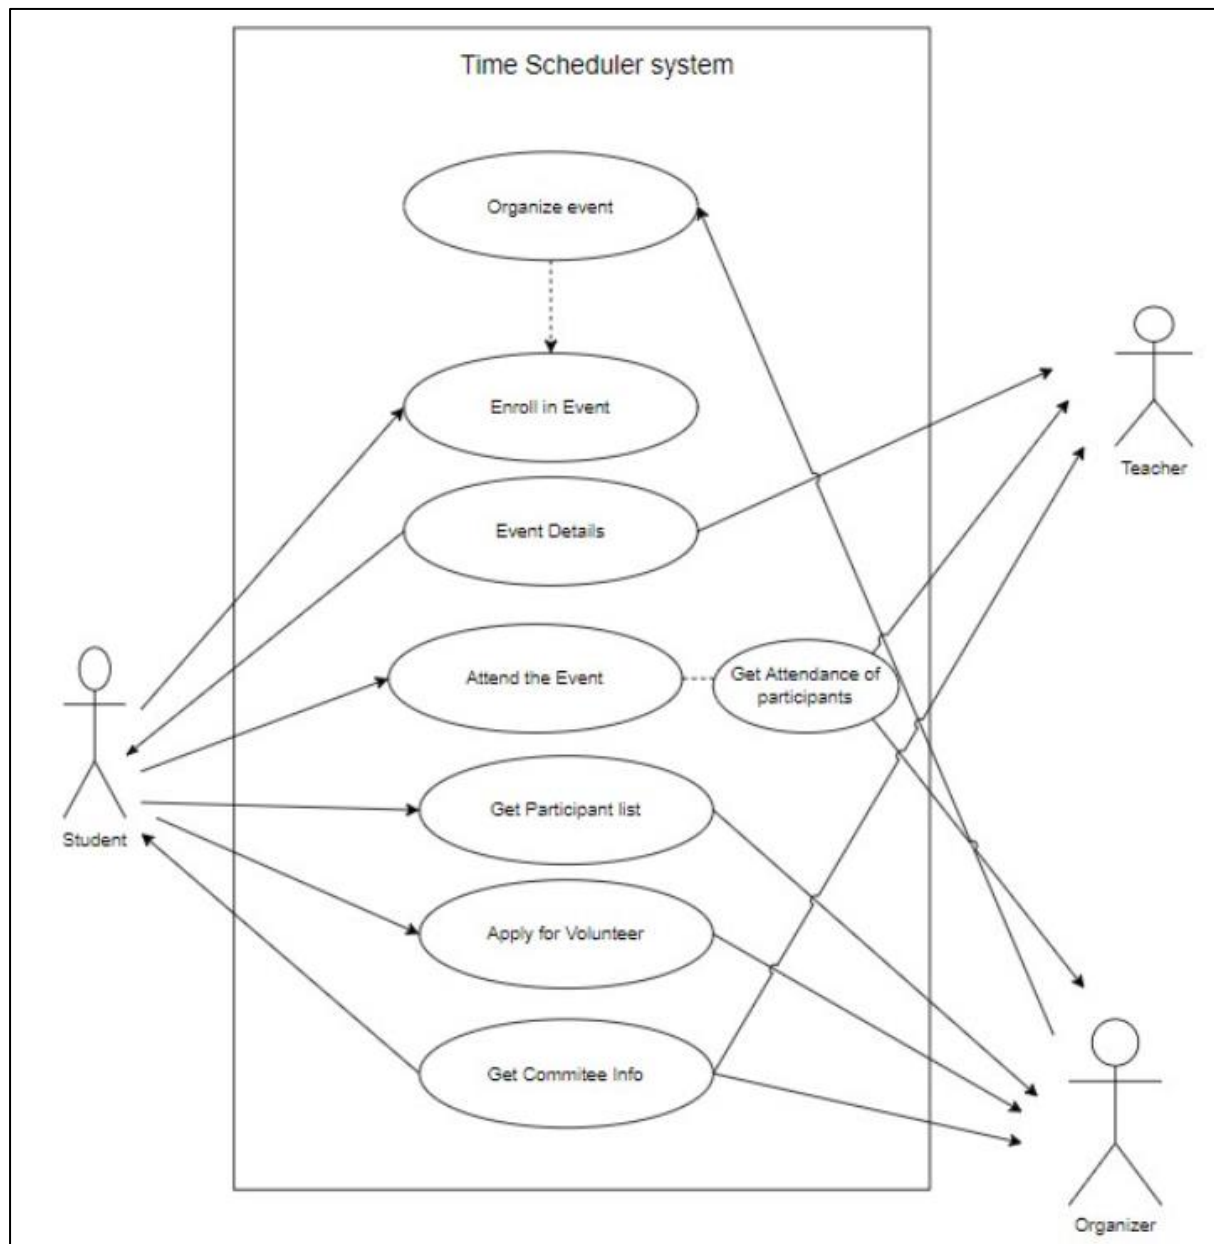 Time Scheduler system
Organize event
Enroll in Event
Teacher
Event Details
Attend the Event
Get Attendance of
participants
Get Participant list
Student
Apply for Volunteer
Get Commitee Info
Organizer